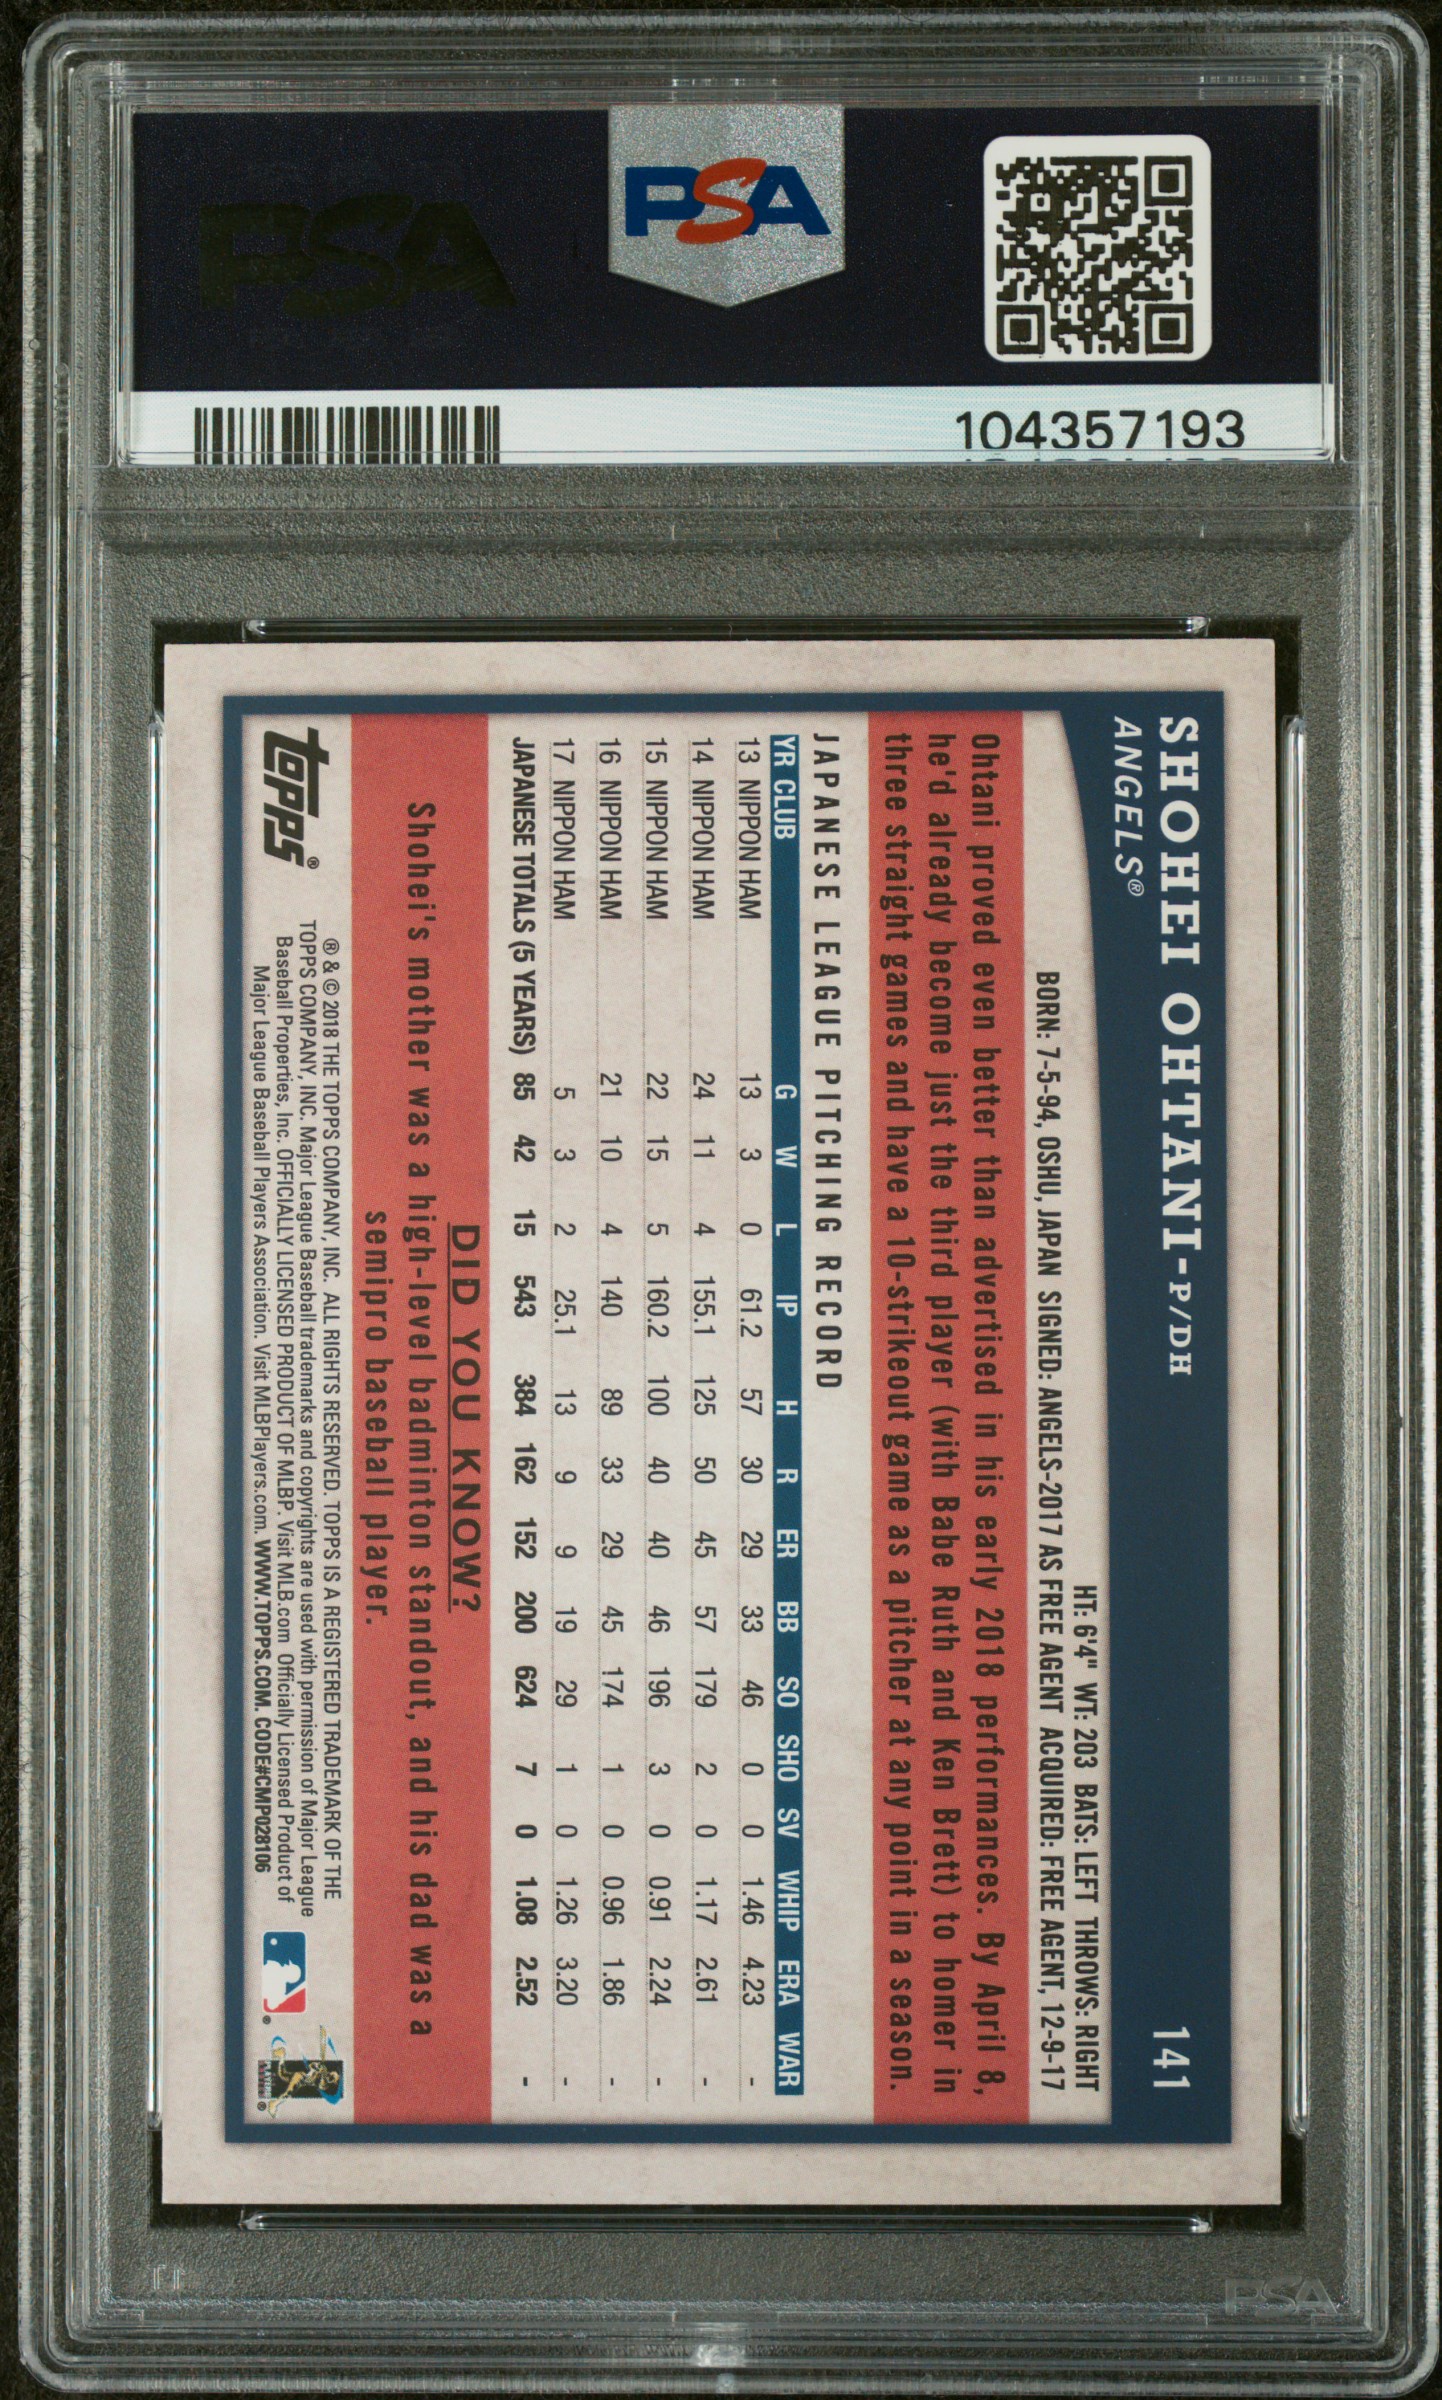 PSA
PSA
104357193
SHOHEI OHTANI-P/DH
141
ANGELS®
HT: 6'4" WT: 203 BATS: LEFT THROWS: RIGHT
BORN: 7-5-94, OSHU, JAPAN SIGNED: ANGELS-2017 AS FREE AGENT ACQUIRED: FREE AGENT, 12-9-17
Ohtani proved even better than advertised in his early 2018 performances. By April 8,
he'd already become just the third player (with Babe Ruth and Ken Brett) to homer in
three straight games and have a 10-strikeout game as a pitcher at any point in a season.
JAPANESE LEAGUE PITCHING RECORD
YR CLUB G W L IP H R ER BB SO SHO SV WHIP ERA WAR
13 NIPPON HAM 13 3 0 61.2 57 30 29 33 46 0 0 1.46 4.23 -
14 NIPPON HAM 24 11 4 155.1 125 50 45 57 179 2 0 1.17 2.61 -
15 NIPPON HAM 22 15 5 160.2 100 40 40 46 196 3 0 0.91 2.24 -
16 NIPPON HAM 21 10 4 140 89 33 29 45 174 1 0 0.96 1.86 -
17 NIPPON HAM 5 3 2 25.1 13 9 9 19 29 1 0 1.26 3.20 -
JAPANESE TOTALS (5 YEARS) 85 42 15 543 384 162 152 200 624 7 0 1.08 2.52 -
DID YOU KNOW?
Shohei's mother was a high-level badminton standout, and his dad was a
semipro baseball player.
topps®
® & © 2018 THE TOPPS COMPANY, INC. ALL RIGHTS RESERVED. TOPPS IS A REGISTERED TRADEMARK OF THE
TOPPS COMPANY, INC. Major League Baseball trademarks and copyrights are used with permission of Major League
Baseball Properties, Inc. OFFICIALLY LICENSED PRODUCT OF MLBP. Visit MLB.com Officially Licensed Product of
Major League Baseball Players Association. Visit MLBPlayers.com. WWW.TOPPS.COM. CODE#CMP028106
PSA